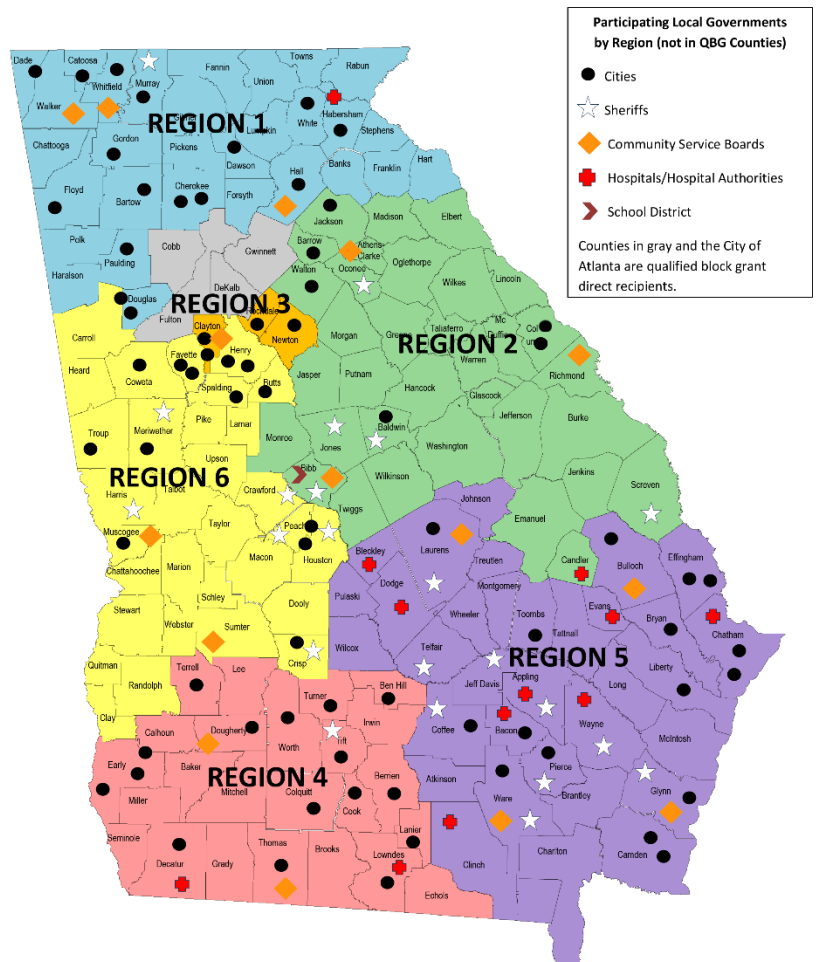 Participating Local Governments
by Region (not in QBG Counties)
Cities
Sheriffs
Community Service Boards
Hospitals/Hospital Authorities
School District
Counties in gray and the City of
Atlanta are qualified block grant
direct recipients.
Dade
Catoosa
Whitfield
Murray
Fannin
Union
Towns
Rabun
Walker
REGION 1
White
Habersham
Stephens
Chattooga
Gordon
Pickens
Lumpkin
Dawson
Banks
Franklin
Hart
Floyd
Bartow
Cherokee
Forsyth
Hall
Jackson
Madison
Elbert
Polk
Paulding
Haralson
Cobb
Gwinnett
Barrow
Athens-
Clarke
Oconee
Oglethorpe
Walton
Wilkes
Lincoln
DeKalb
Douglas
REGION 3
Fulton
Rockdale
Newton
Clayton
Carroll
Heard
Fayette
Henry
Coweta
Spalding
Butts
Morgan
Greene
Taliaferro
Mc
Duffie
Col
um
REGION 2
Warren
Richmond
Jasper
Putnam
Hancock
Glascock
Jefferson
Burke
Troup
Meriwether
Pike
Lamar
Upson
Monroe
Jones
Baldwin
Washington
Jenkins
Screven
REGION 6
Harris
Talbot
Crawford
Bibb
Twiggs
Wilkinson
Johnson
Emanuel
Muscogee
Taylor
Peach
Houston
Chattahoochee
Marion
Macon
Bleckley
Laurens
Treutlen
Candler
Bulloch
Effingham
Stewart
Webster
Schley
Sumter
Dooly
Pulaski
Dodge
Montgomery
Wheeler
Toombs
Tattnall
Evans
Bryan
Chatham
Quitman
Randolph
Clay
Crisp
Wilcox
Telfair
REGION 5
Liberty
Long
Terrell
Lee
Turner
Ben Hill
Jeff Davis
Appling
Wayne
McIntosh
Calhoun
Dougherty
Worth
Irwin
Tift
Coffee
Bacon
Pierce
Early
Baker
REGION 4
Mitchell
Colquitt
Berrien
Cook
Atkinson
Ware
Brantley
Glynn
Miller
Seminole
Decatur
Grady
Thomas
Brooks
Lanier
Lowndes
Echols
Clinch
Charlton
Camden